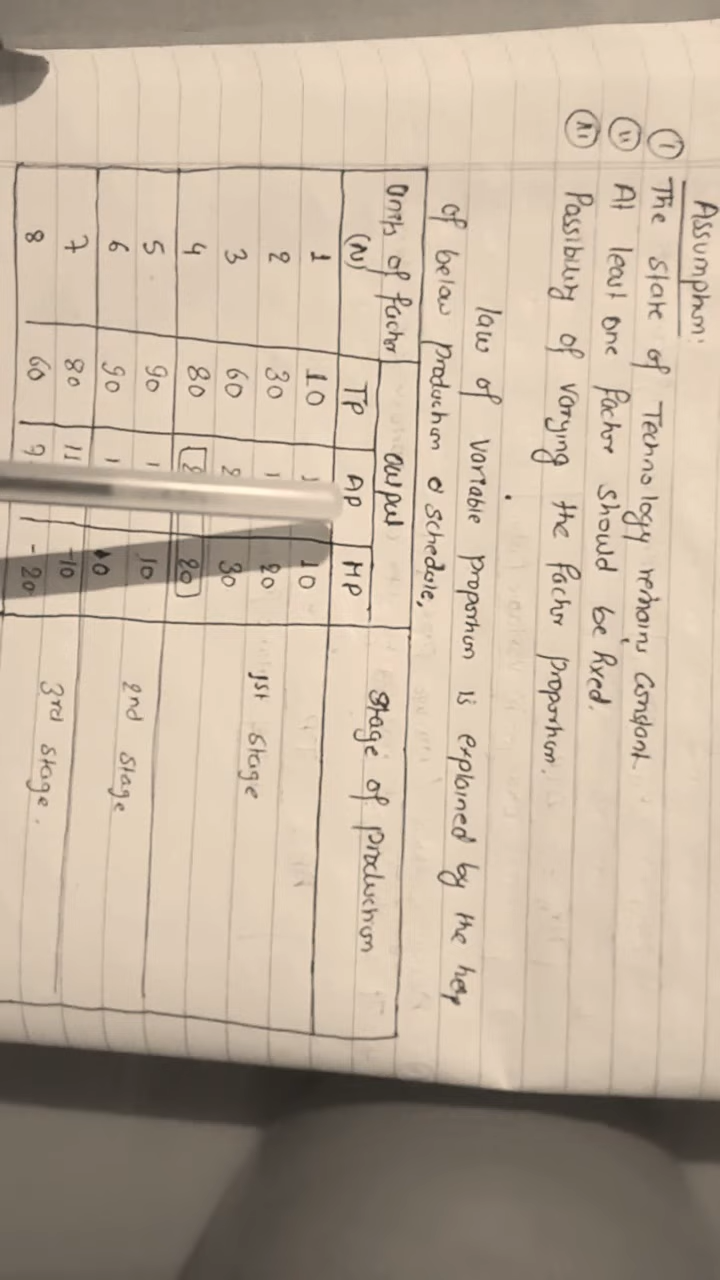 Assumption:
(i) The state of Technology remains constant.
(ii) At least one factor should be fixed.
(iii) Possibility of varying the factor proportion.
law of variable proportion is explained by the help
of below production schedule,
Units of factor output Stage of production
(N) TP AP MP
1 10 10
2 30 20
3 60 30
4 80 20
1st stage
5 90 10
6 90 0
2nd stage
7 80 11 -10
8 60 -20
3rd stage.